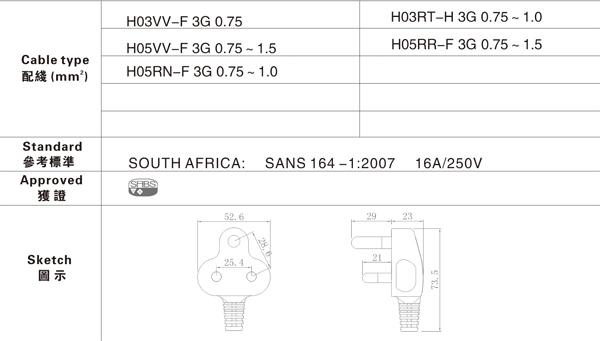 Cable type
配綫 (mm²)
H03VV-F 3G 0.75
H03RT-H 3G 0.75 ~ 1.0
H05VV-F 3G 0.75 ~ 1.5
H05RR-F 3G 0.75 ~ 1.5
H05RN-F 3G 0.75 ~ 1.0
Standard
參考標準
SOUTH AFRICA: SANS 164 -1:2007 16A/250V
Approved
獲 證
SABS
Sketch
圖 示
52.6
28.6
25.4
29
23
21
73.5